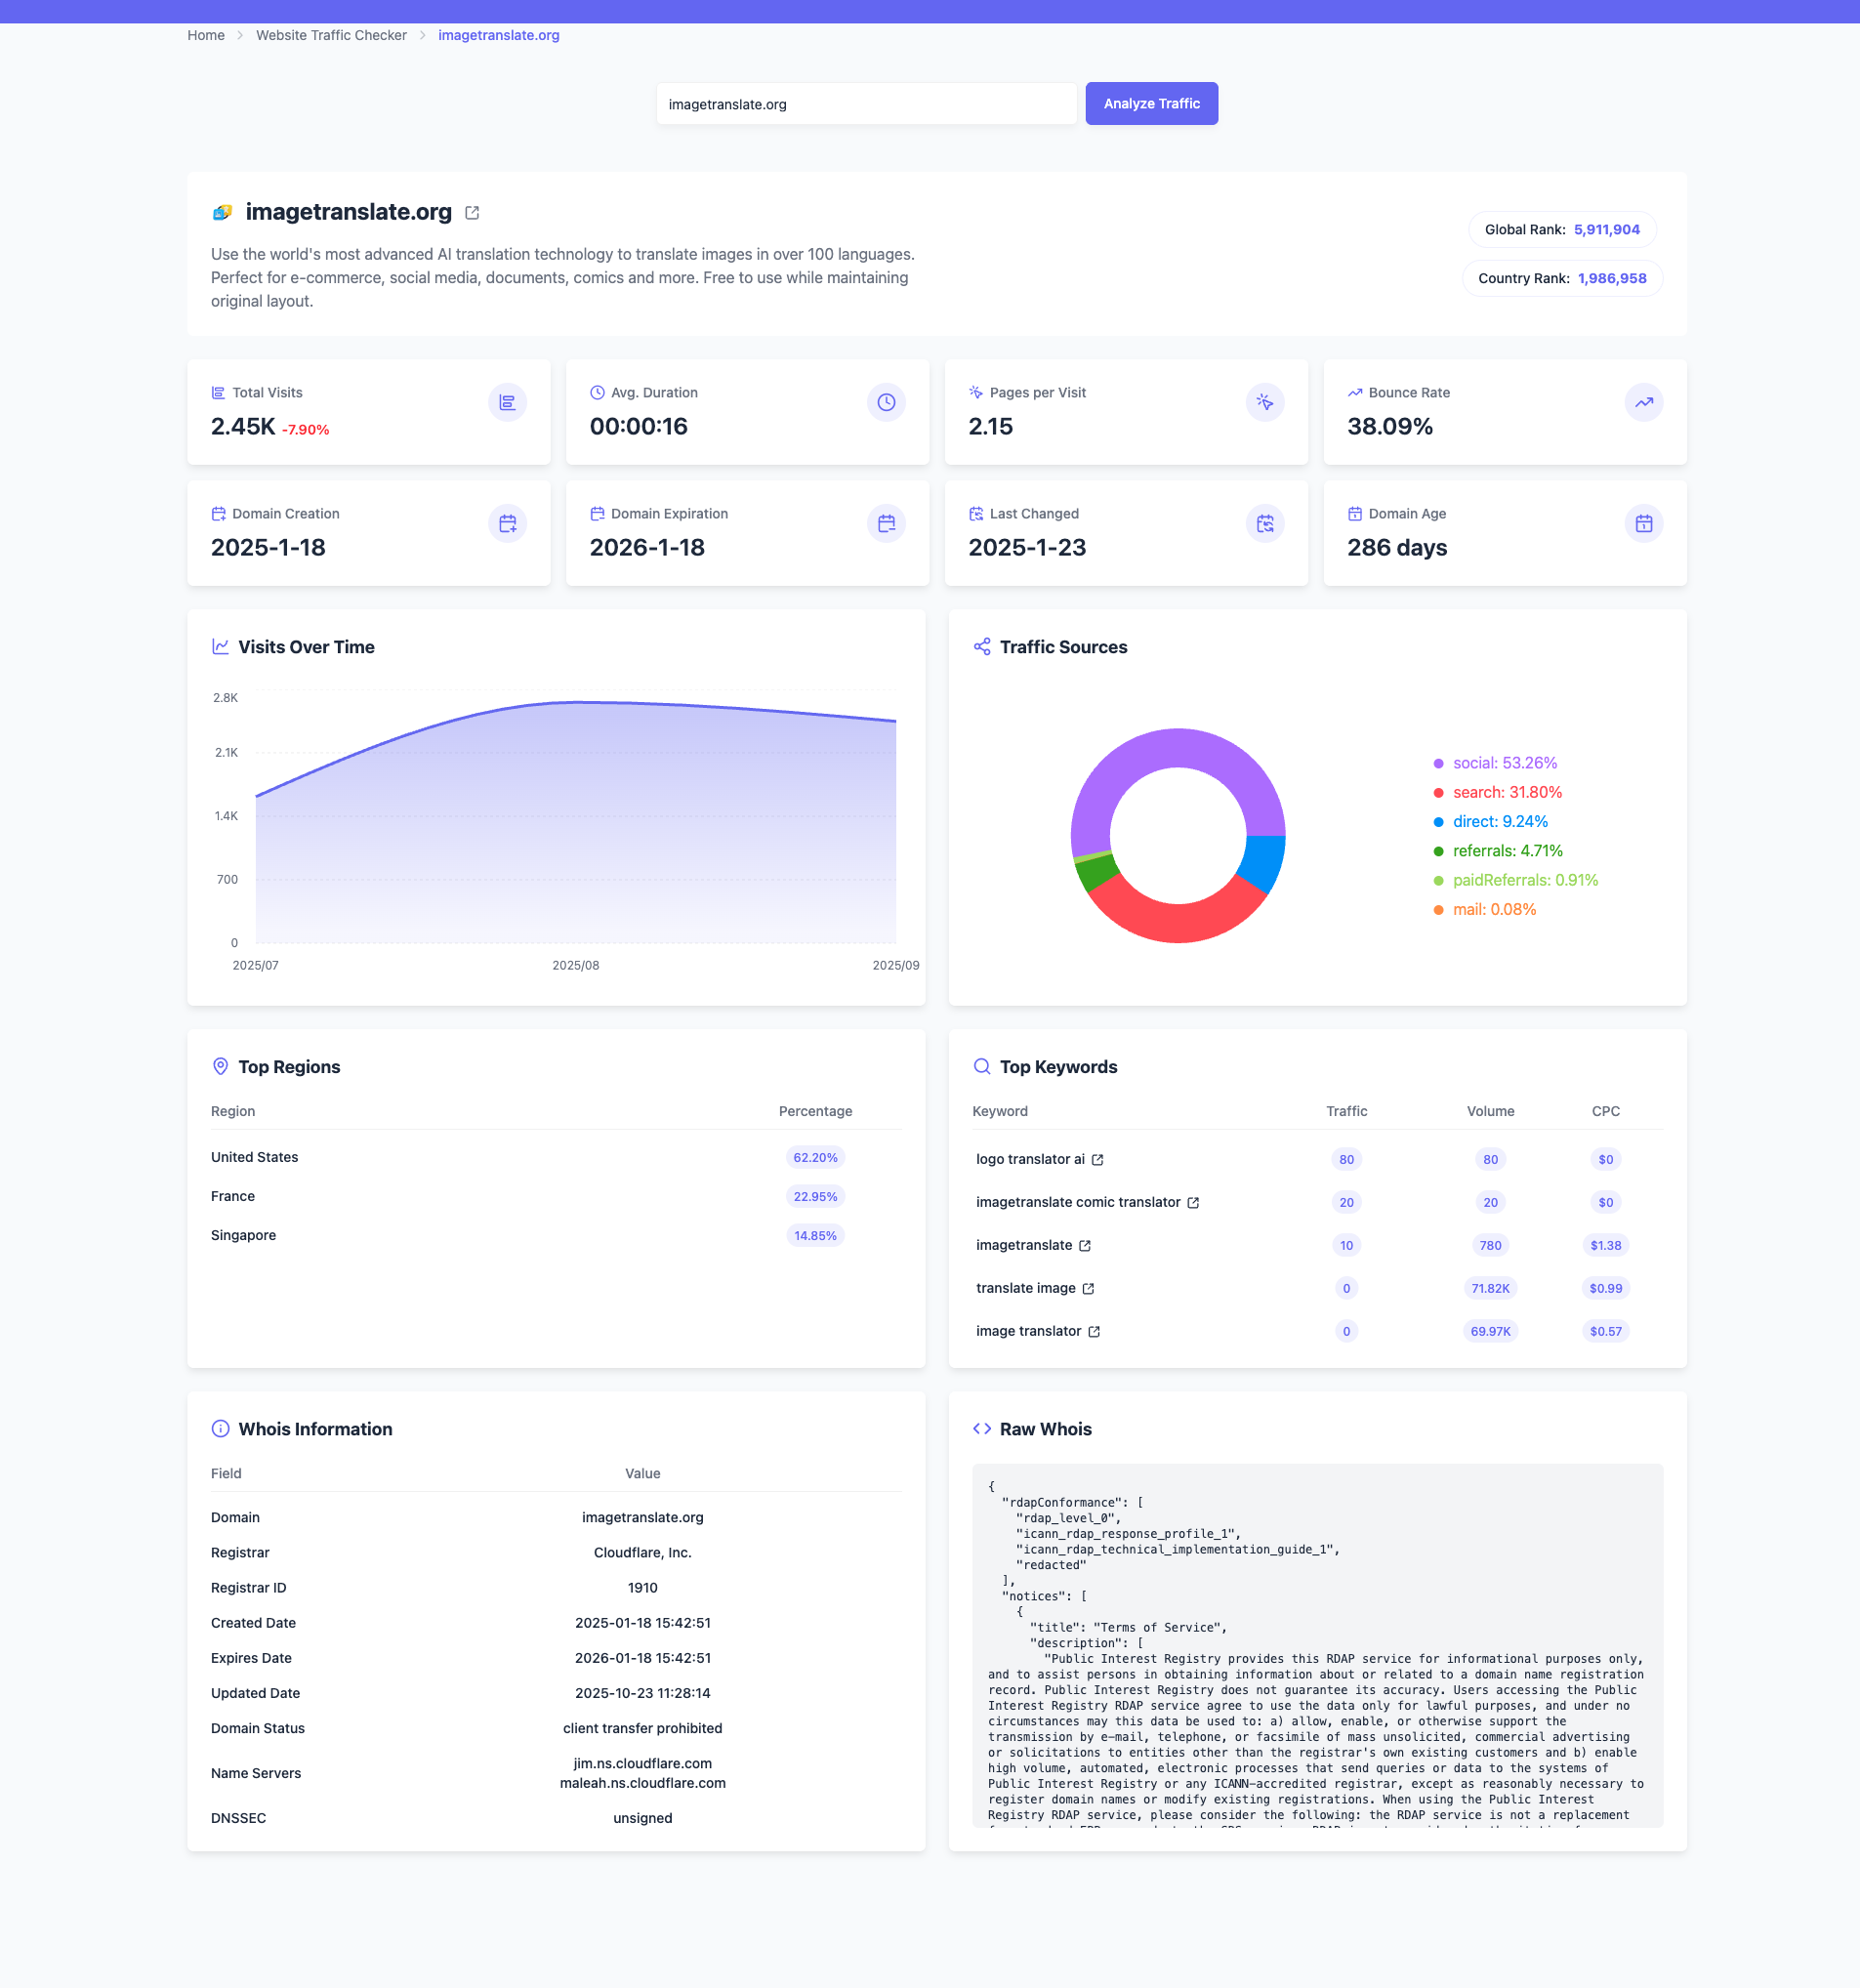 Home
Website Traffic Checker
imagetranslate.org
imagetranslate.org
Analyze Traffic
imagetranslate.org
Use the world's most advanced AI translation technology to translate images in over 100 languages.
Perfect for e-commerce, social media, documents, comics and more. Free to use while maintaining
original layout.
Global Rank: 5,911,904
Country Rank: 1,986,958
Total Visits
2.45K -7.90%
Avg. Duration
00:00:16
Pages per Visit
2.15
Bounce Rate
38.09%
Domain Creation
2025-1-18
Domain Expiration
2026-1-18
Last Changed
2025-1-23
Domain Age
286 days
Visits Over Time
2.8K
2.1K
1.4K
700
0
2025/07 2025/08 2025/09
Traffic Sources
social: 53.26%
search: 31.80%
direct: 9.24%
referrals: 4.71%
paidReferrals: 0.91%
mail: 0.08%
Top Regions
Region Percentage
United States 62.20%
France 22.95%
Singapore 14.85%
Top Keywords
Keyword Traffic Volume CPC
logo translator ai 80 80 $0
imagetranslate comic translator 20 20 $0
imagetranslate 10 780 $1.38
translate image 0 71.82K $0.99
image translator 0 69.97K $0.57
Whois Information
Field Value
Domain imagetranslate.org
Registrar Cloudflare, Inc.
Registrar ID 1910
Created Date 2025-01-18 15:42:51
Expires Date 2026-01-18 15:42:51
Updated Date 2025-10-23 11:28:14
Domain Status client transfer prohibited
Name Servers jim.ns.cloudflare.com
maleah.ns.cloudflare.com
DNSSEC unsigned
Raw Whois
{
"rdapConformance": [
"rdap_level_0",
"icann_rdap_response_profile_1",
"icann_rdap_technical_implementation_guide_1",
"redacted"
],
"notices": [
{
"title": "Terms of Service",
"description": [
"Public Interest Registry provides this RDAP service for informational purposes only,
and to assist persons in obtaining information about or related to a domain name registration
record. Public Interest Registry does not guarantee its accuracy. Users accessing the Public
Interest Registry RDAP service agree to use the data only for lawful purposes, and under no
circumstances may this data be used to: a) allow, enable, or otherwise support the
transmission by e-mail, telephone, or facsimile of mass unsolicited, commercial advertising
or solicitations to entities other than the registrar's own existing customers and b) enable
high volume, automated, electronic processes that send queries or data to the systems of
Public Interest Registry or any ICANN-accredited registrar, except as reasonably necessary to
register domain names or modify existing registrations. When using the Public Interest
Registry RDAP service, please consider the following: the RDAP service is not a replacement